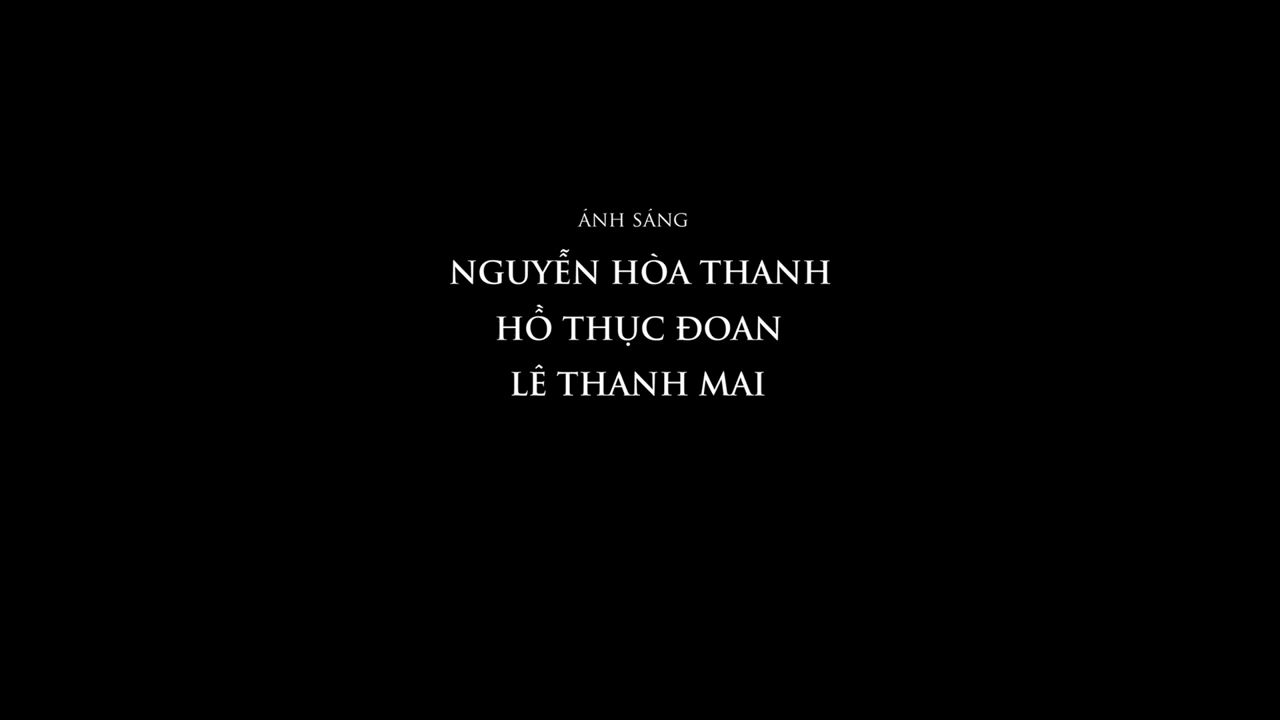 ÁNH SÁNG
NGUYỄN HÒA THANH
HỒ THỤC ĐOAN
LÊ THANH MAI